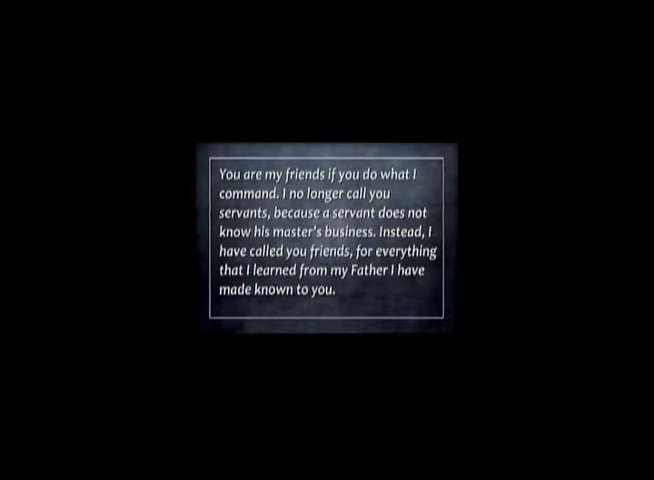 You are my friends if you do what I
command. I no longer call you
servants, because a servant does not
know his master's business. Instead, I
have called you friends, for everything
that I learned from my Father I have
made known to you.